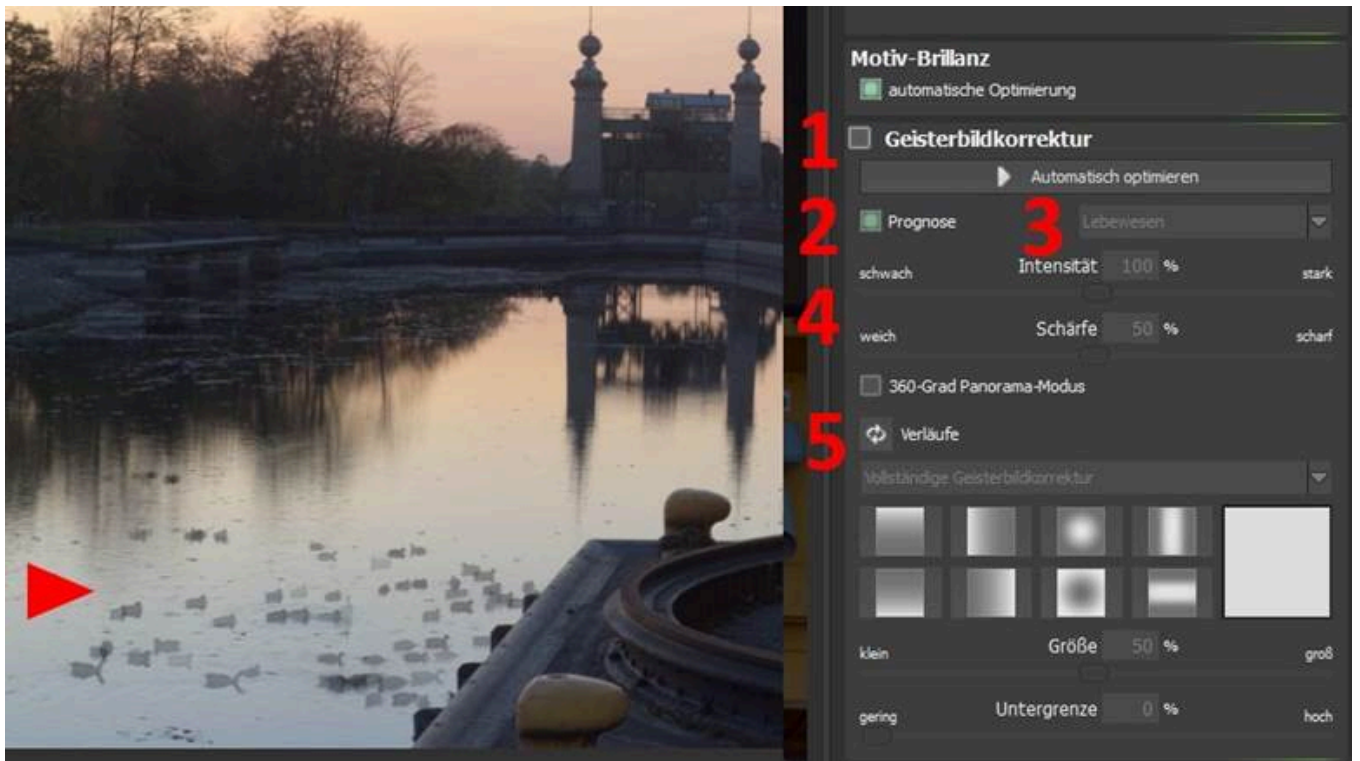 Motiv-Brillanz
automatische Optimierung
1
Geisterbildkorrektur
Automatisch optimieren
2
Prognose
3
Lebewesen
schwach
Intensität 100 %
stark
4
weich
Schärfe 50 %
scharf
360-Grad Panorama-Modus
5
Verläufe
Vollständige Geisterbildkorrektur
klein
Größe 50 %
groß
gering
Untergrenze 0 %
hoch